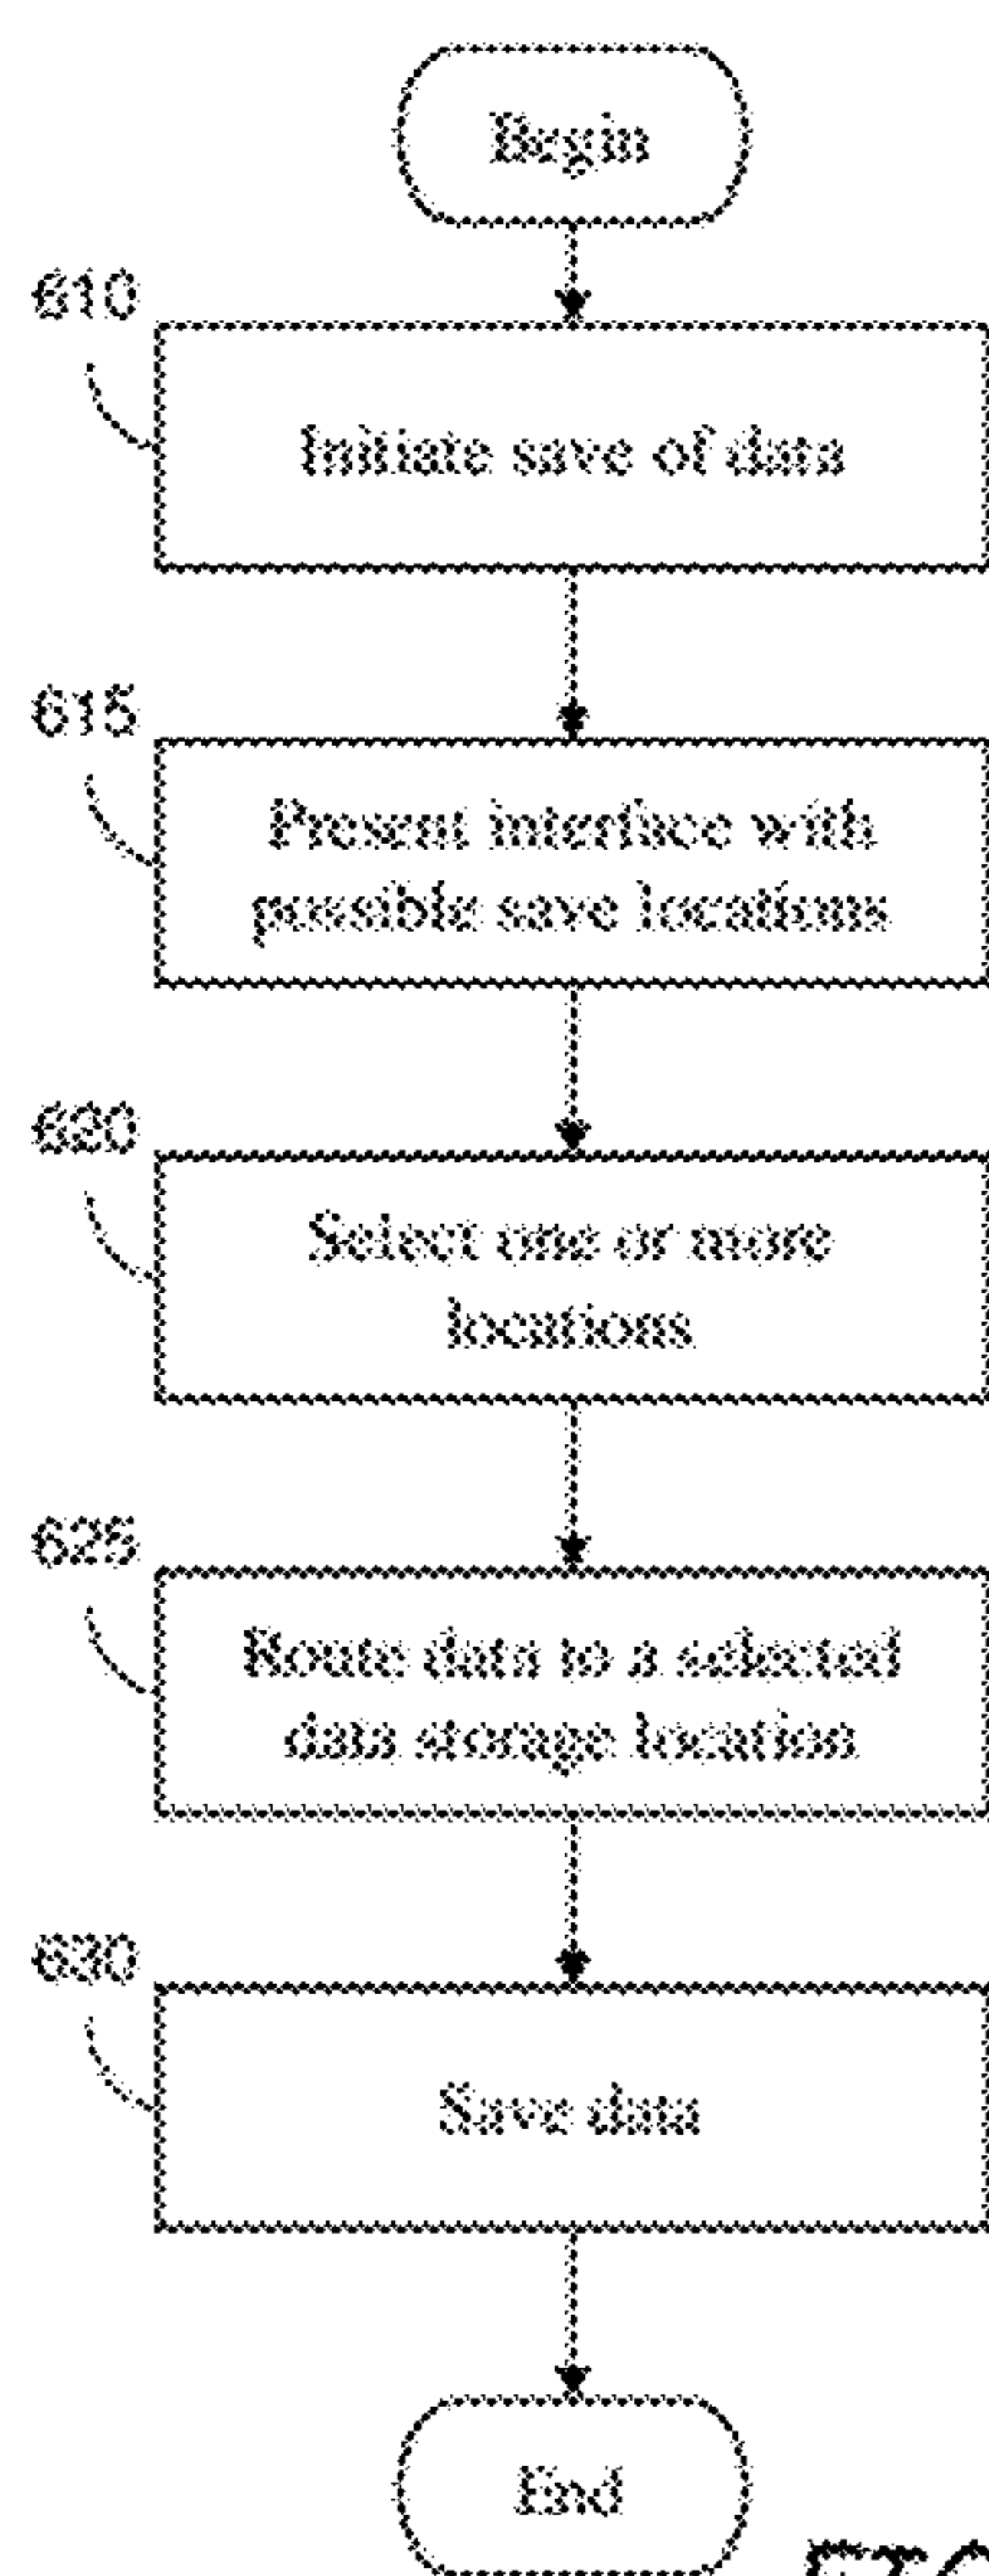 Begin
610
Initiate save of data
615
Present interface with
possible save locations
620
Select one or more
locations
625
Route data to a selected
data storage location
630
Save data
End